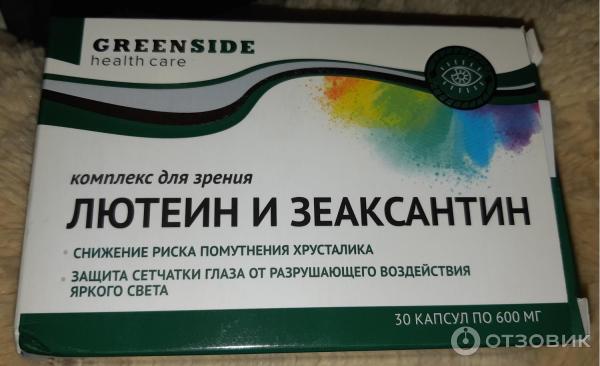 GREENSIDE
health care
комплекс для зрения
ЛЮТЕИН И ЗЕАКСАНТИН
• СНИЖЕНИЕ РИСКА ПОМУТНЕНИЯ ХРУСТАЛИКА
• ЗАЩИТА СЕТЧАТКИ ГЛАЗА ОТ РАЗРУШАЮЩЕГО ВОЗДЕЙСТВИЯ
ЯРКОГО СВЕТА
30 КАПСУЛ ПО 600 МГ
ОТЗОВИК